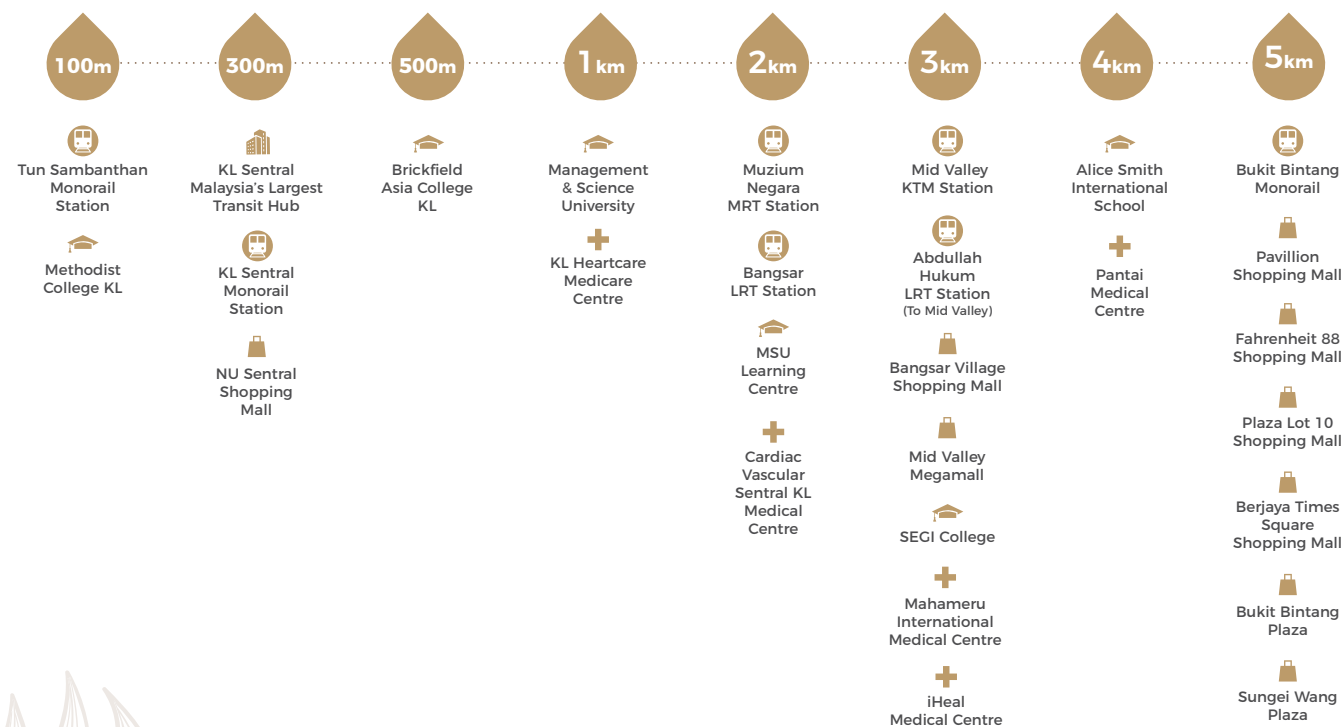 100m
300m
500m
1 km
2km
3km
4km
5km
Tun Sambanthan
Monorail
Station
Methodist
College KL
KL Sentral
Malaysia's Largest
Transit Hub
KL Sentral
Monorail
Station
NU Sentral
Shopping
Mall
Brickfield
Asia College
KL
Management
& Science
University
KL Heartcare
Medicare
Centre
Muzium
Negara
MRT Station
Bangsar
LRT Station
MSU
Learning
Centre
Cardiac
Vascular
Sentral KL
Medical
Centre
Mid Valley
KTM Station
Abdullah
Hukum
LRT Station
(To Mid Valley)
Bangsar Village
Shopping Mall
Mid Valley
Megamall
SEGI College
Mahameru
International
Medical Centre
iHeal
Medical Centre
Alice Smith
International
School
Pantai
Medical
Centre
Bukit Bintang
Monorail
Pavillion
Shopping Mall
Fahrenheit 88
Shopping Mall
Plaza Lot 10
Shopping Mall
Berjaya Times
Square
Shopping Mall
Bukit Bintang
Plaza
Sungei Wang
Plaza